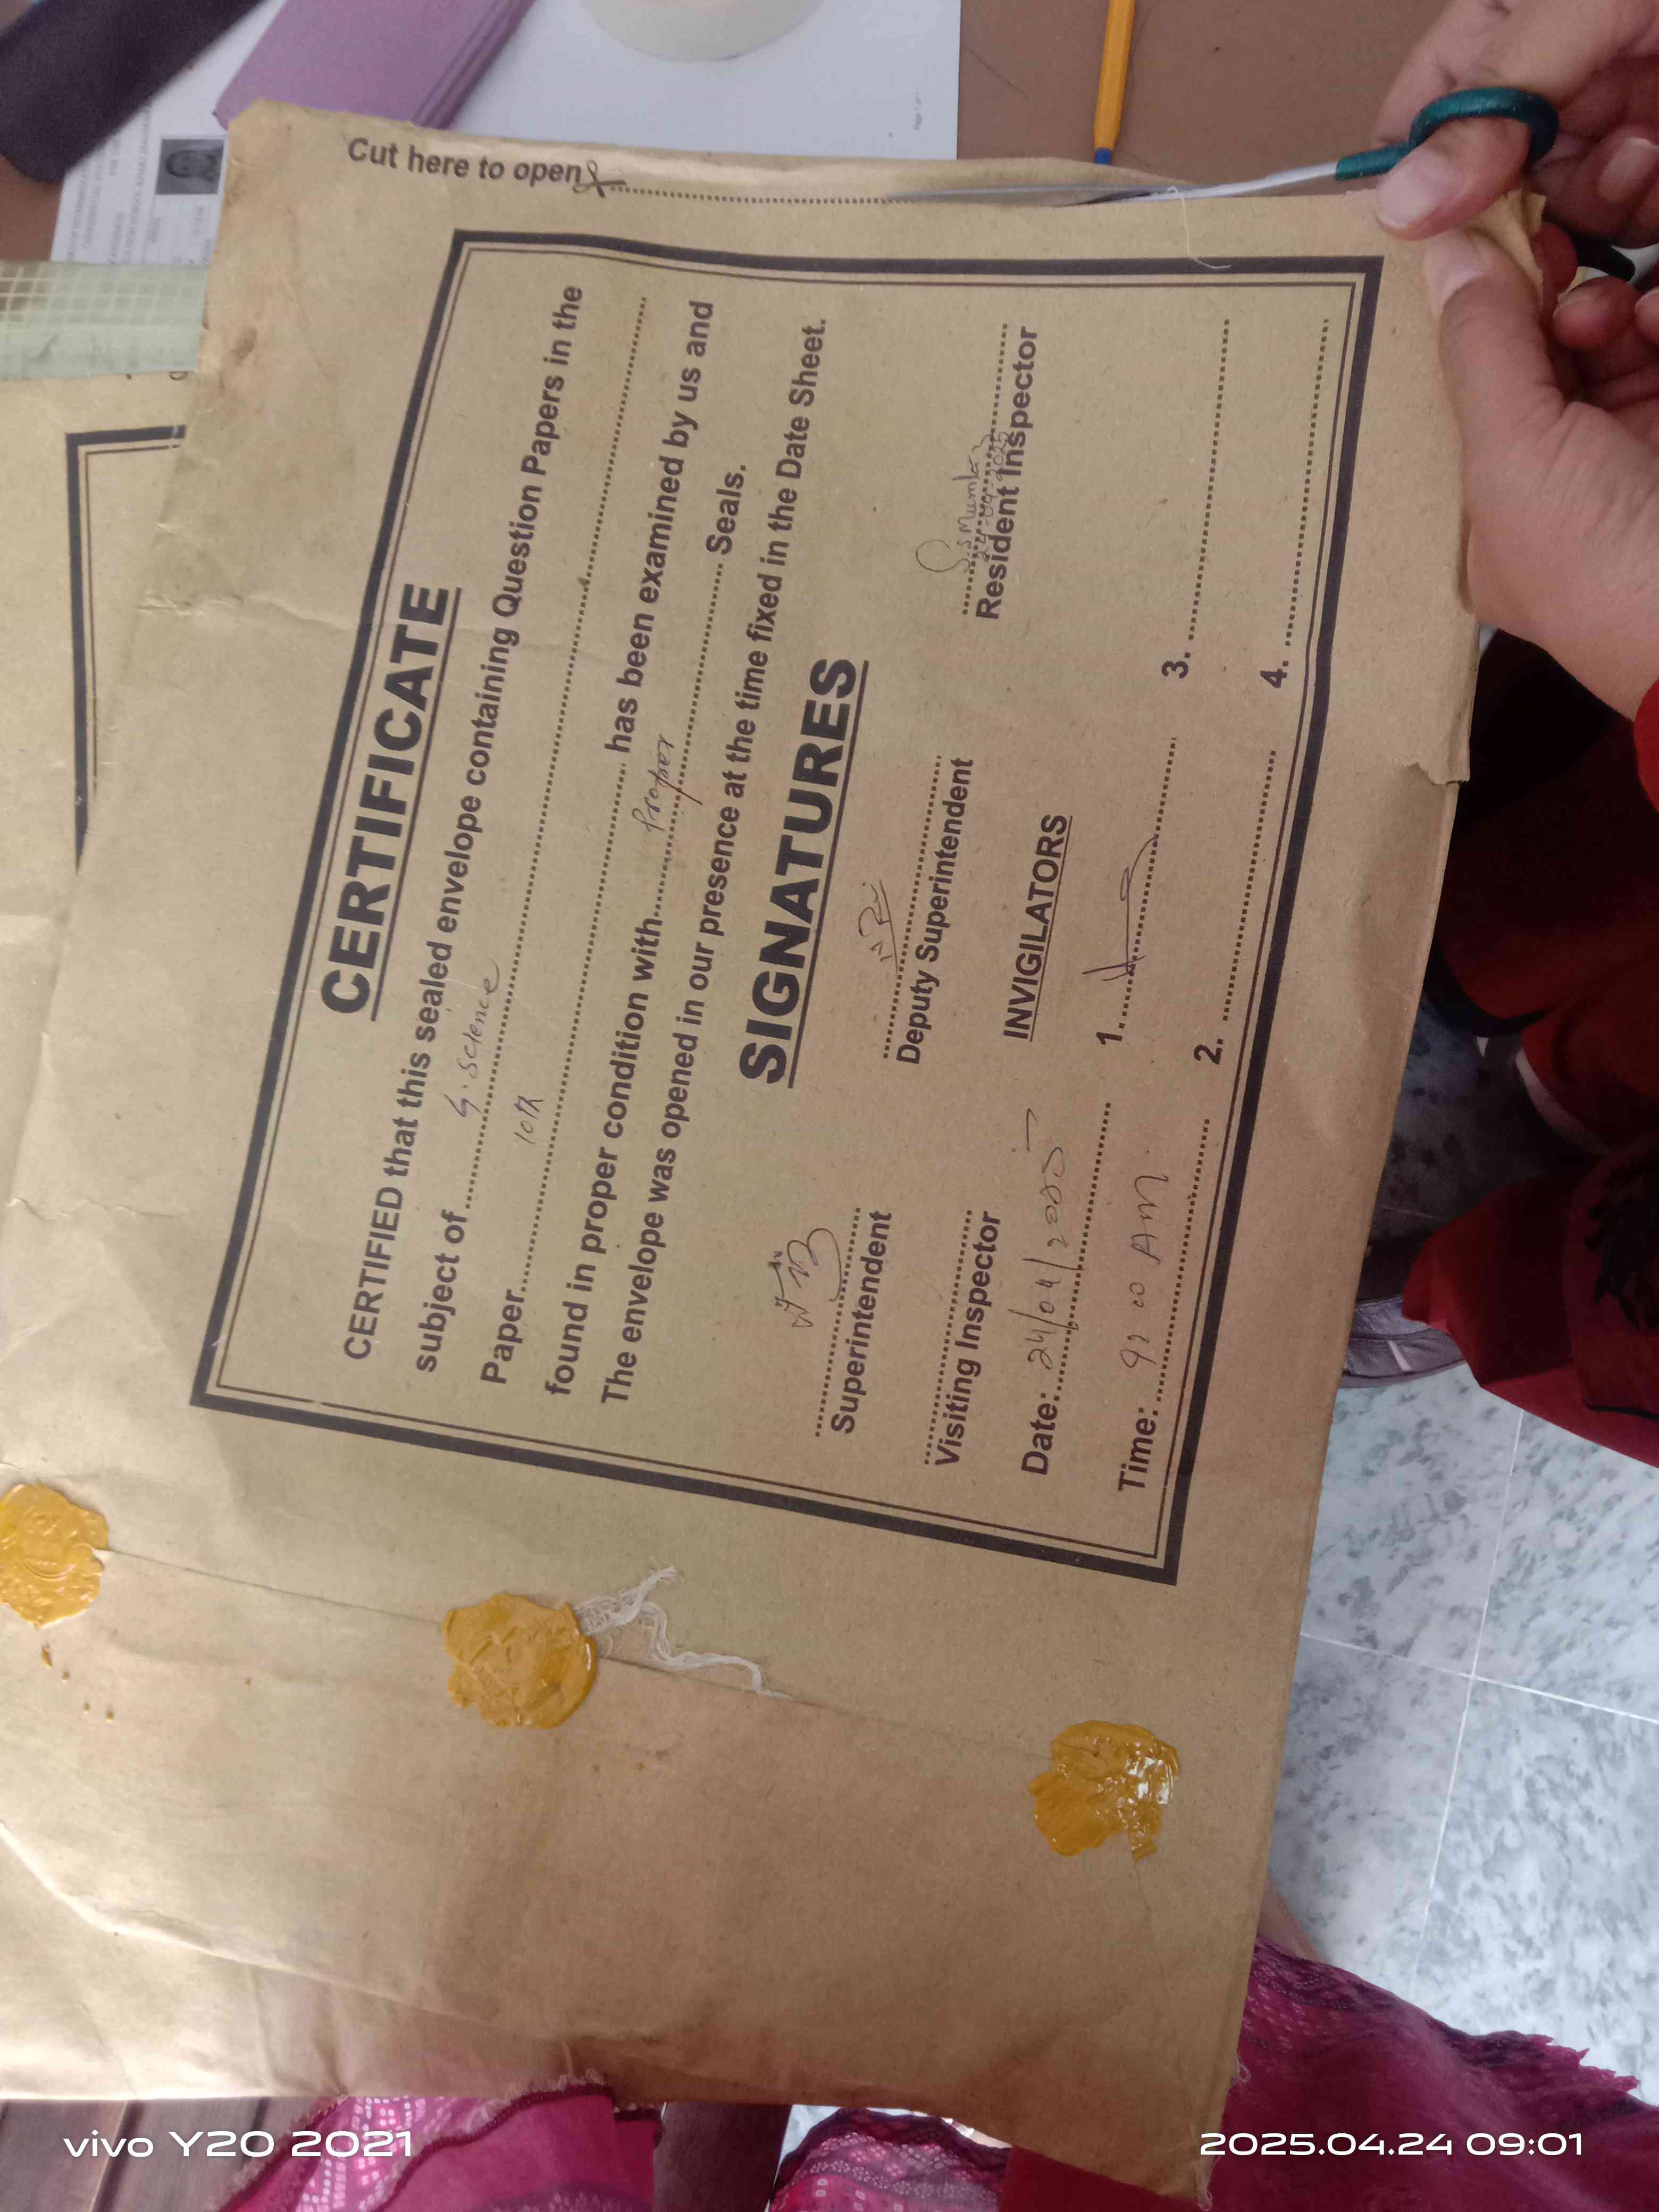 Cut here to open
CERTIFICATE
CERTIFIED that this sealed envelope containing Question Papers in the
subject of G. Science
Paper 10th
has been examined by us and
found in proper condition with Proper Seals.
The envelope was opened in our presence at the time fixed in the Date Sheet.
SIGNATURES
Superintendent
Deputy Superintendent
Resident Inspector
Visiting Inspector
INVIGILATORS
Date: 24/04/2025
1.
3.
Time: 9:00 AM
2.
4.
vivo Y20 2021
2025.04.24 09:01